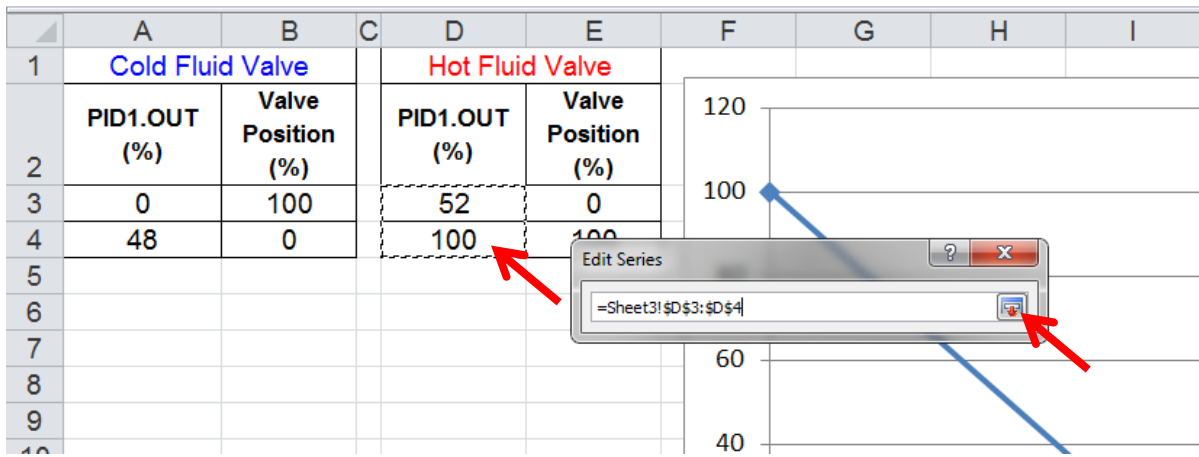 A B C D E F G H I
1 Cold Fluid Valve Hot Fluid Valve
2 PID1.OUT (%) Valve Position (%) PID1.OUT (%) Valve Position (%)
3 0 100 52 0
4 48 0 100 100
5
6
7
8
9
10
120
100
60
40
Edit Series
=Sheet3!$D$3:$D$4